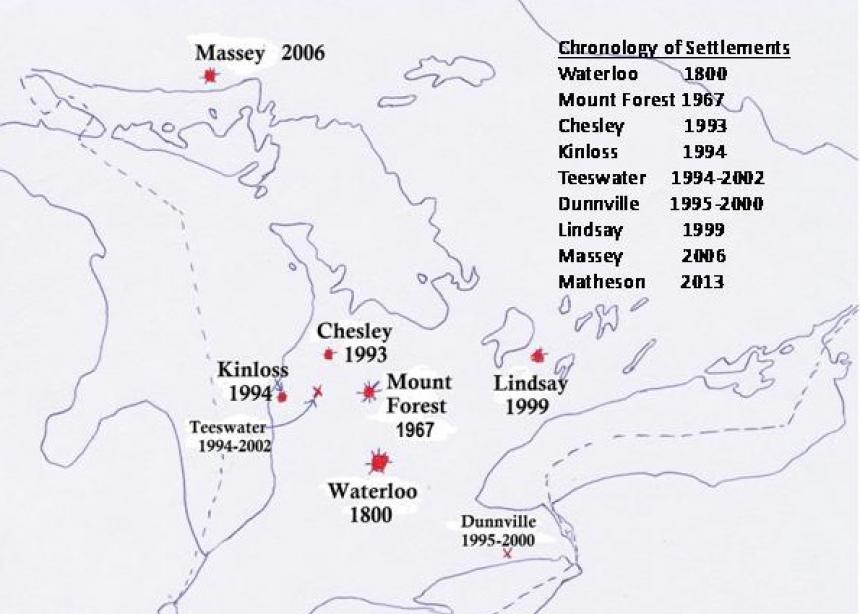 Massey 2006
Chronology of Settlements
Waterloo 1800
Mount Forest 1967
Chesley 1993
Kinloss 1994
Teeswater 1994-2002
Dunnville 1995-2000
Lindsay 1999
Massey 2006
Matheson 2013
Chesley
1993
Kinloss
1994
Mount
Forest
1967
Lindsay
1999
Teeswater
1994-2002
Waterloo
1800
Dunnville
1995-2000